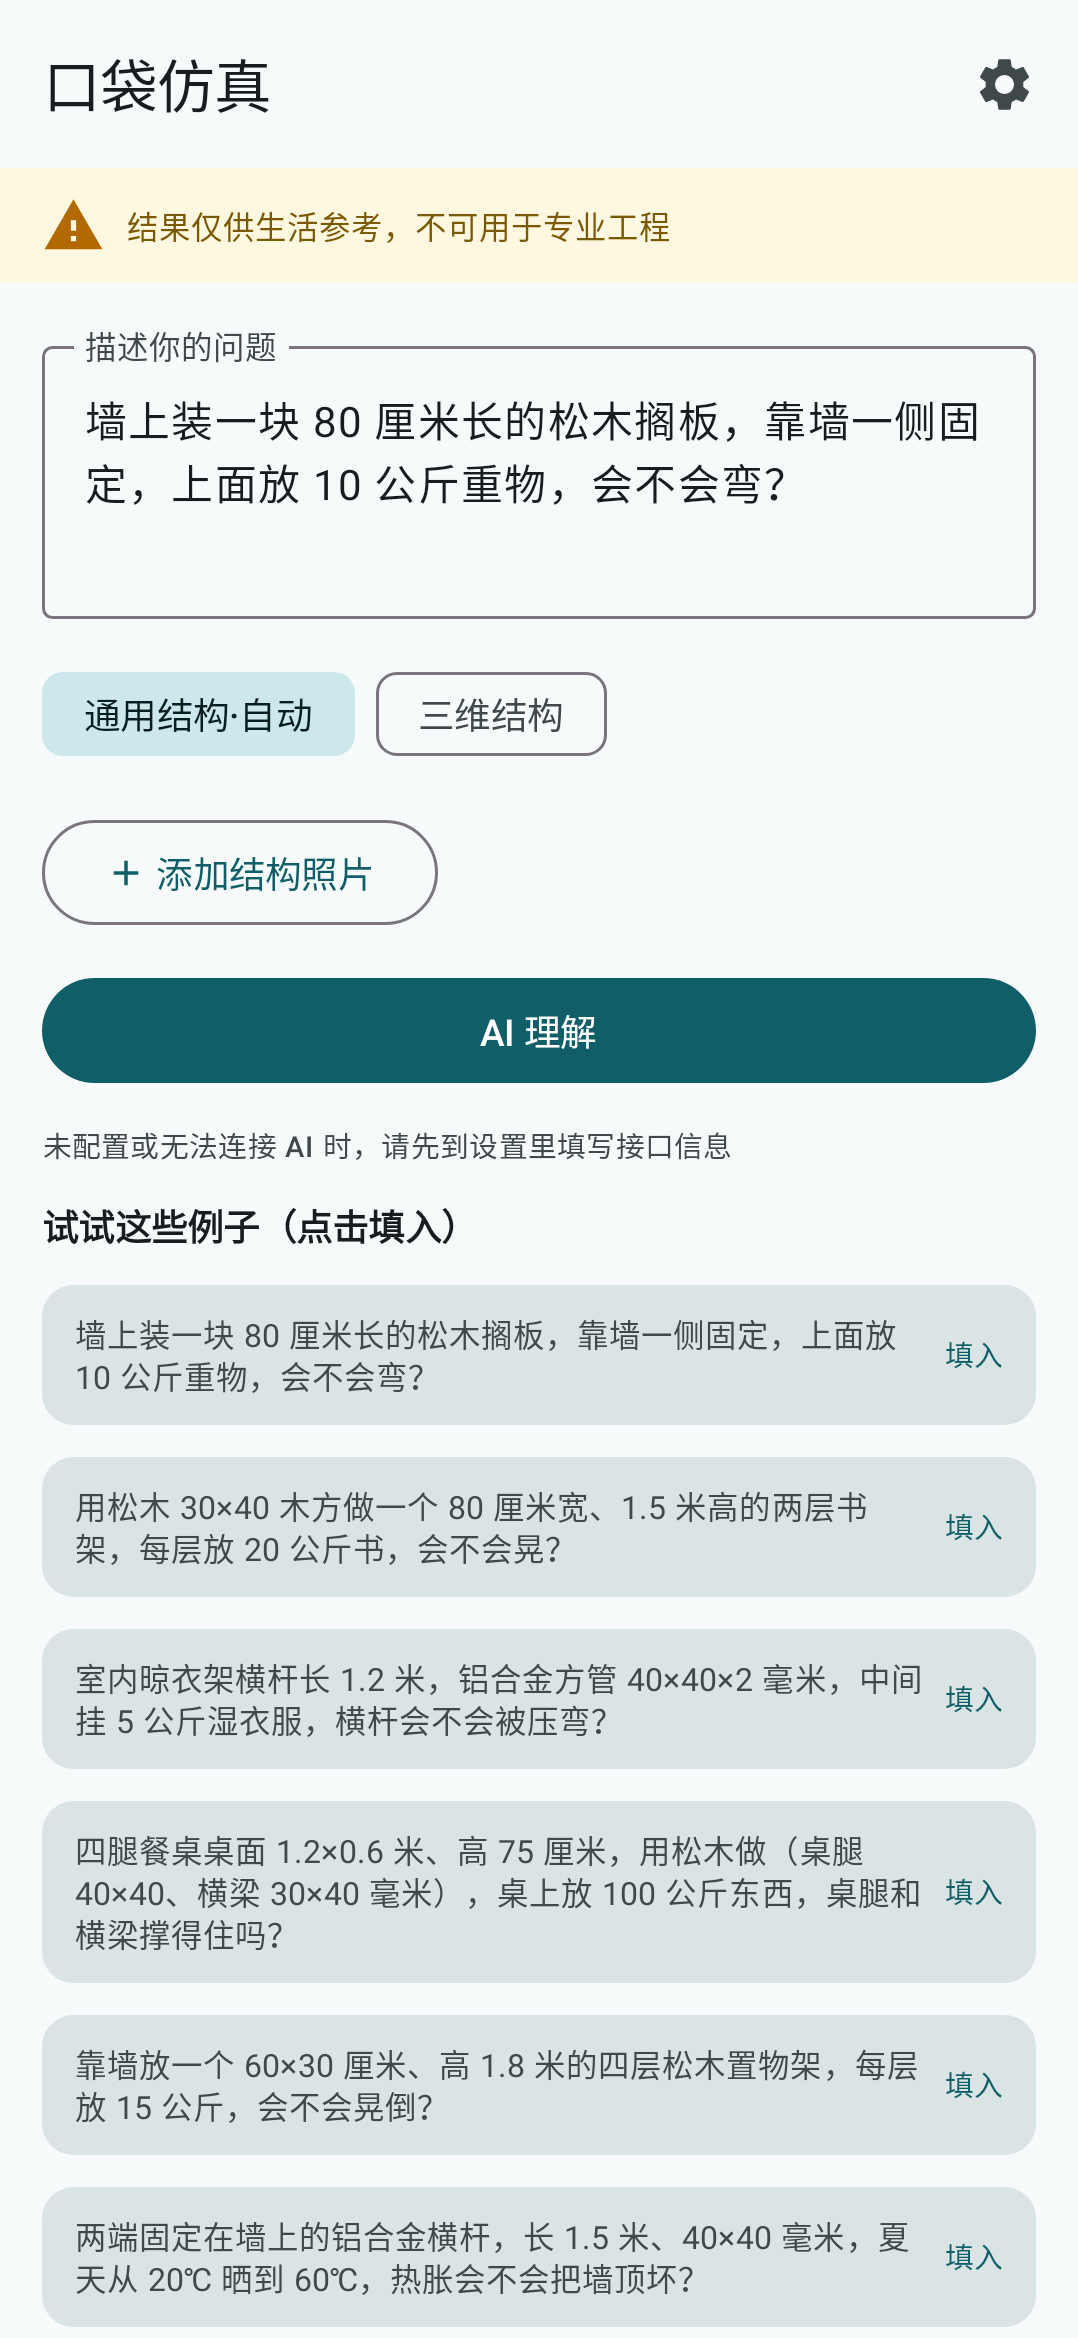 口袋仿真
结果仅供生活参考，不可用于专业工程
描述你的问题
墙上装一块 80 厘米长的松木搁板，靠墙一侧固
定，上面放 10 公斤重物，会不会弯？
通用结构·自动
三维结构
+ 添加结构照片
AI 理解
未配置或无法连接 AI 时，请先到设置里填写接口信息
试试这些例子（点击填入）
墙上装一块 80 厘米长的松木搁板，靠墙一侧固定，上面放
10 公斤重物，会不会弯？
填入
用松木 30×40 木方做一个 80 厘米宽、1.5 米高的两层书
架，每层放 20 公斤书，会不会晃？
填入
室内晾衣架横杆长 1.2 米，铝合金方管 40×40×2 毫米，中间
挂 5 公斤湿衣服，横杆会不会被压弯？
填入
四腿餐桌桌面 1.2×0.6 米、高 75 厘米，用松木做（桌腿
40×40、横梁 30×40 毫米），桌上放 100 公斤东西，桌腿和
横梁撑得住吗？
填入
靠墙放一个 60×30 厘米、高 1.8 米的四层松木置物架，每层
放 15 公斤，会不会晃倒？
填入
两端固定在墙上的铝合金横杆，长 1.5 米、40×40 毫米，夏
天从 20℃ 晒到 60℃，热胀会不会把墙顶坏？
填入